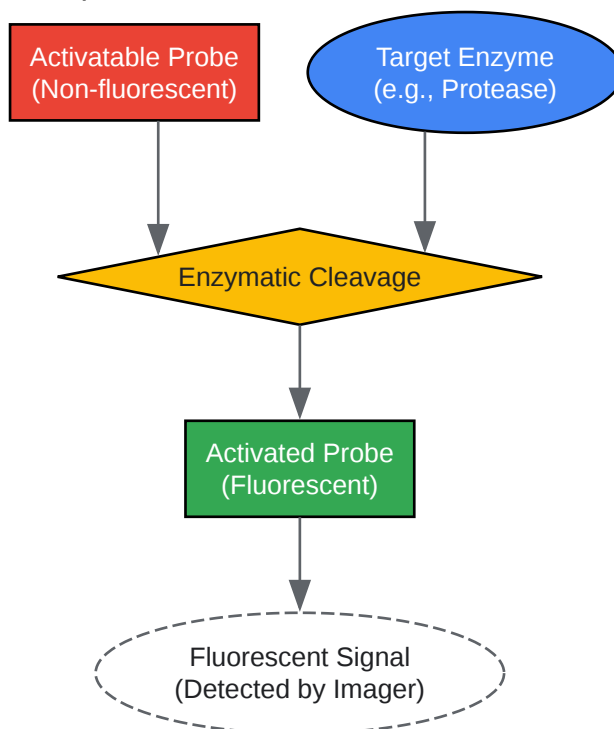 Activatable Probe
(Non-fluorescent)
Target Enzyme
(e.g., Protease)
Enzymatic Cleavage
Activated Probe
(Fluorescent)
Fluorescent Signal
(Detected by Imager)